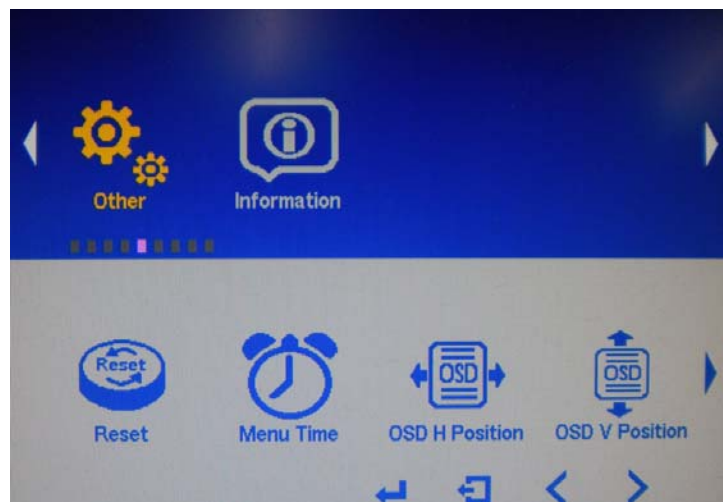 Other
Information
Reset
Reset
Menu Time
OSD
OSD H Position
OSD
OSD V Position